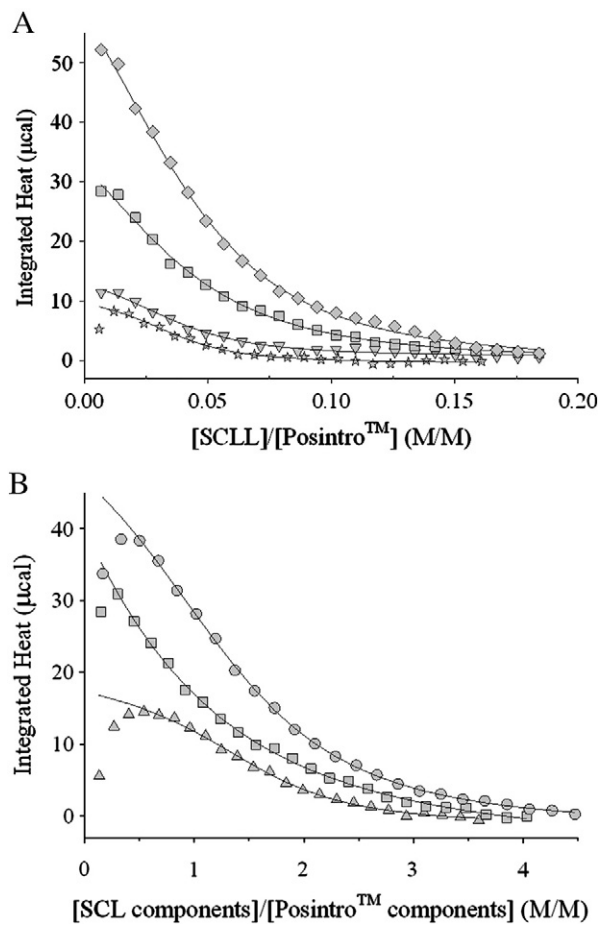 A
Integrated Heat (μcal)
50
40
30
20
10
0
0.00 0.05 0.10 0.15 0.20
[SCLL]/[Posintro™] (M/M)
B
Integrated Heat (μcal)
40
30
20
10
0
0 1 2 3 4
[SCL components]/[Posintro™ components] (M/M)